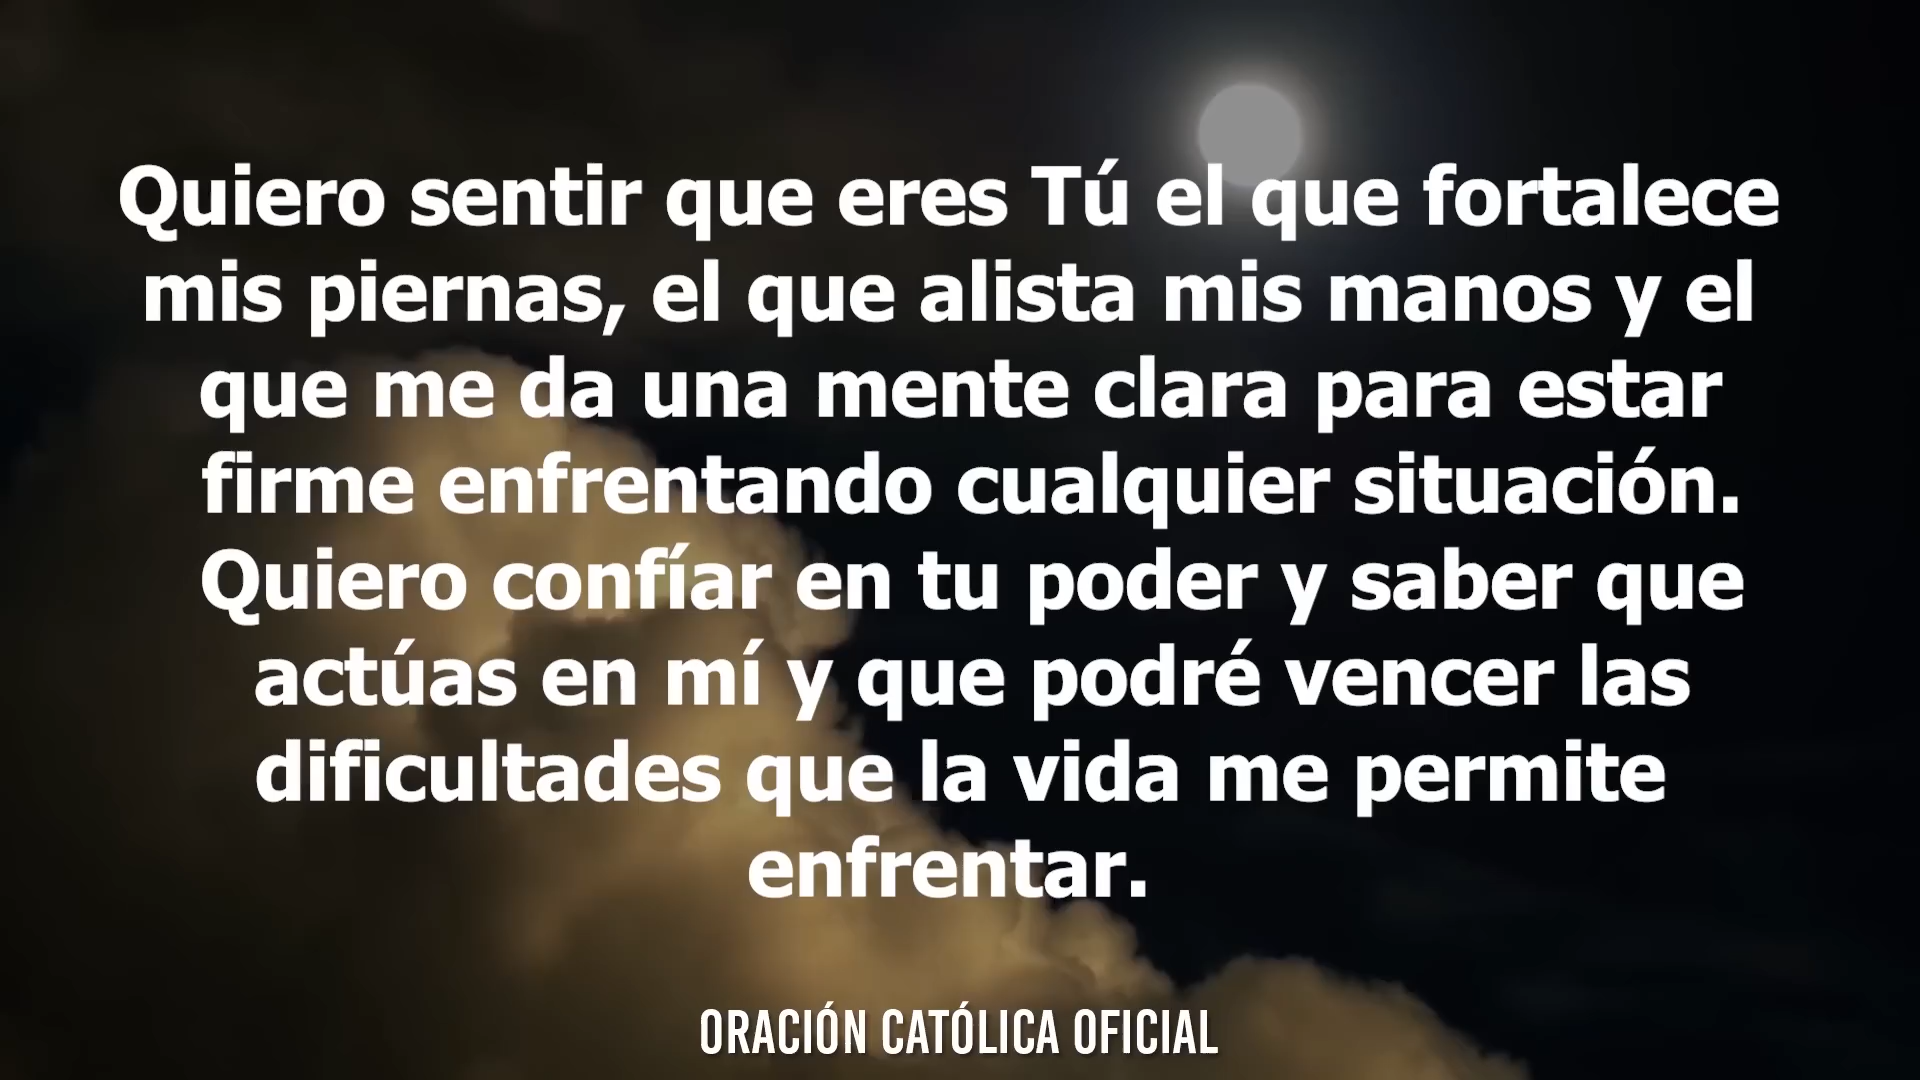 Quiero sentir que eres Tú el que fortalece
mis piernas, el que alista mis manos y el
que me da una mente clara para estar
firme enfrentando cualquier situación.
Quiero confíar en tu poder y saber que
actúas en mí y que podré vencer las
dificultades que la vida me permite
enfrentar.
ORACIÓN CATÓLICA OFICIAL